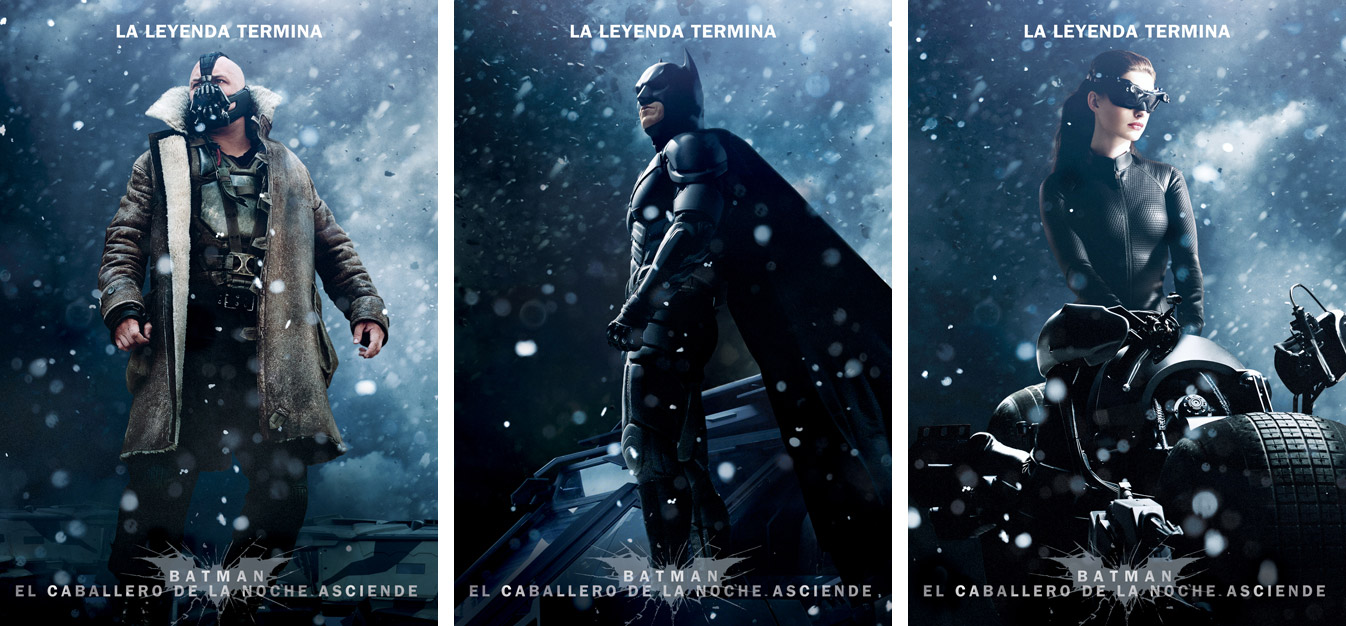 LA LEYENDA TERMINA
BATMAN
EL CABALLERO DE LA NOCHE ASCIENDE
LA LEYENDA TERMINA
BATMAN
EL CABALLERO DE LA NOCHE ASCIENDE
LA LEYENDA TERMINA
BATMAN
EL CABALLERO DE LA NOCHE ASCIENDE